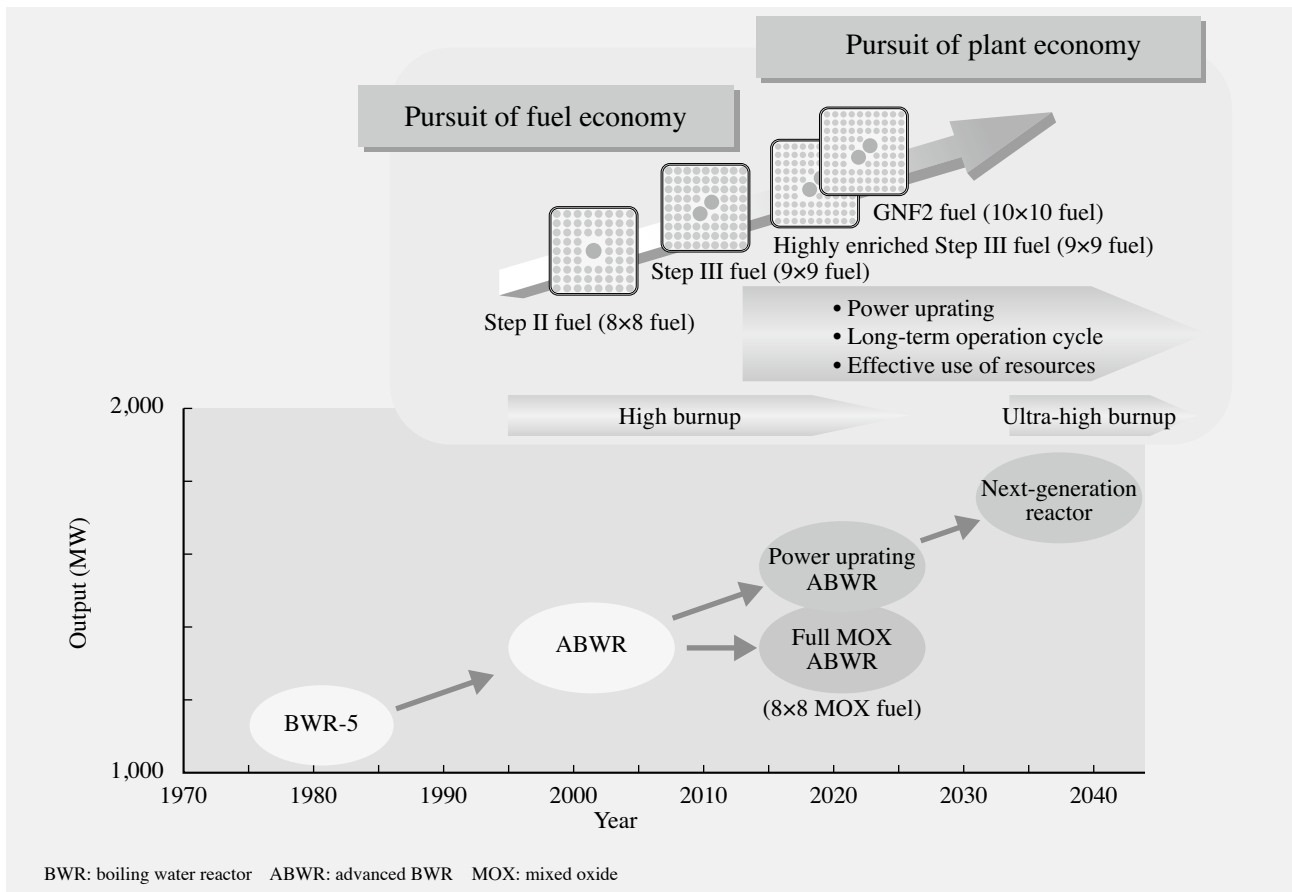 Pursuit of plant economy
Pursuit of fuel economy
GNF2 fuel (10×10 fuel)
Highly enriched Step III fuel (9×9 fuel)
Step III fuel (9×9 fuel)
Step II fuel (8×8 fuel)
• Power uprating
• Long-term operation cycle
• Effective use of resources
High burnup
Ultra-high burnup
2,000
Output (MW)
1,000
Next-generation
reactor
Power uprating
ABWR
ABWR
Full MOX
ABWR
(8×8 MOX fuel)
BWR-5
1970 1980 1990 2000 2010 2020 2030 2040
Year
BWR: boiling water reactor ABWR: advanced BWR MOX: mixed oxide